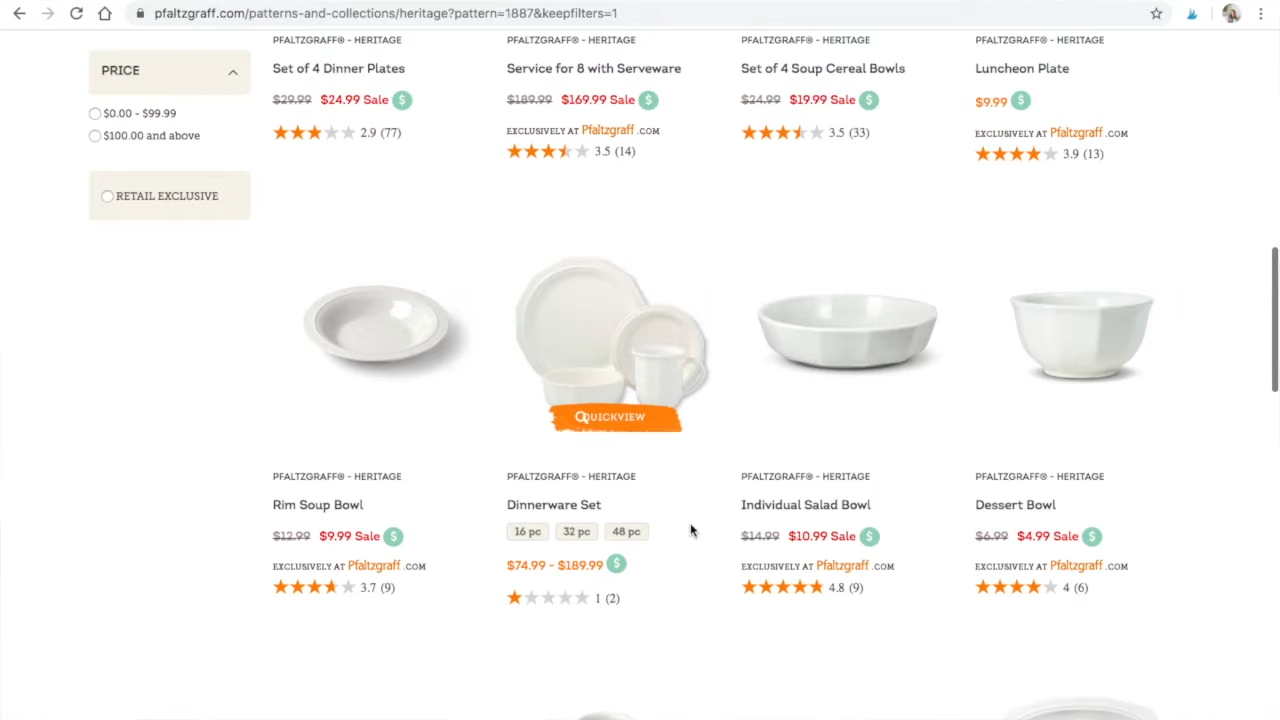 pfaltzgraff.com/patterns-and-collections/heritage?pattern=1887&keepfilters=1
PRICE
$0.00 - $99.99
$100.00 and above
RETAIL EXCLUSIVE
PFALTZGRAFF® - HERITAGE
Set of 4 Dinner Plates
$29.99 $24.99 Sale $
2.9 (77)
PFALTZGRAFF® - HERITAGE
Service for 8 with Serveware
$189.99 $169.99 Sale $
EXCLUSIVELY AT Pfaltzgraff.COM
3.5 (14)
PFALTZGRAFF® - HERITAGE
Set of 4 Soup Cereal Bowls
$24.99 $19.99 Sale $
3.5 (33)
PFALTZGRAFF® - HERITAGE
Luncheon Plate
$9.99 $
EXCLUSIVELY AT Pfaltzgraff.COM
3.9 (13)
PFALTZGRAFF® - HERITAGE
Rim Soup Bowl
$12.99 $9.99 Sale $
EXCLUSIVELY AT Pfaltzgraff.COM
3.7 (9)
QUICKVIEW
PFALTZGRAFF® - HERITAGE
Dinnerware Set
16 pc 32 pc 48 pc
$74.99 - $189.99 $
1 (2)
PFALTZGRAFF® - HERITAGE
Individual Salad Bowl
$14.99 $10.99 Sale $
EXCLUSIVELY AT Pfaltzgraff.COM
4.8 (9)
PFALTZGRAFF® - HERITAGE
Dessert Bowl
$6.99 $4.99 Sale $
EXCLUSIVELY AT Pfaltzgraff.COM
4 (6)